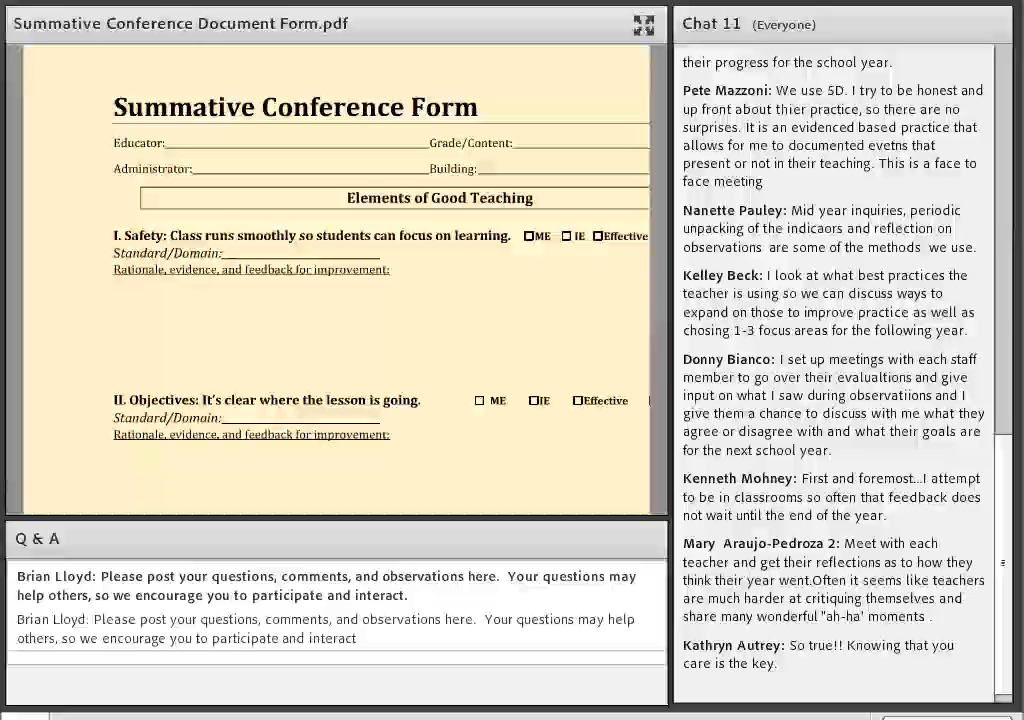 Summative Conference Document Form.pdf
Summative Conference Form
Educator: Grade/Content:
Administrator: Building:
Elements of Good Teaching
I. Safety: Class runs smoothly so students can focus on learning. ME IE Effective
Standard/Domain:
Rationale, evidence, and feedback for improvement:
II. Objectives: It's clear where the lesson is going. ME IE Effective
Standard/Domain:
Rationale, evidence, and feedback for improvement:
Q & A
Brian Lloyd: Please post your questions, comments, and observations here. Your questions may
help others, so we encourage you to participate and interact.
Brian Lloyd: Please post your questions, comments, and observations here. Your questions may help
others, so we encourage you to participate and interact
Chat 11 (Everyone)
their progress for the school year.
Pete Mazzoni: We use 5D. I try to be honest and
up front about thier practice, so there are no
surprises. It is an evidenced based practice that
allows for me to documented evetns that
present or not in their teaching. This is a face to
face meeting
Nanette Pauley: Mid year inquiries, periodic
unpacking of the indicaors and reflection on
observations are some of the methods we use.
Kelley Beck: I look at what best practices the
teacher is using so we can discuss ways to
expand on those to improve practice as well as
chosing 1-3 focus areas for the following year.
Donny Bianco: I set up meetings with each staff
member to go over their evalualtions and give
input on what I saw during observatiions and I
give them a chance to discuss with me what they
agree or disagree with and what their goals are
for the next school year.
Kenneth Mohney: First and foremost...I attempt
to be in classrooms so often that feedback does
not wait until the end of the year.
Mary Araujo-Pedroza 2: Meet with each
teacher and get their reflections as to how they
think their year went.Often it seems like teachers
are much harder at critiquing themselves and
share many wonderful "ah-ha' moments .
Kathryn Autrey: So true!! Knowing that you
care is the key.